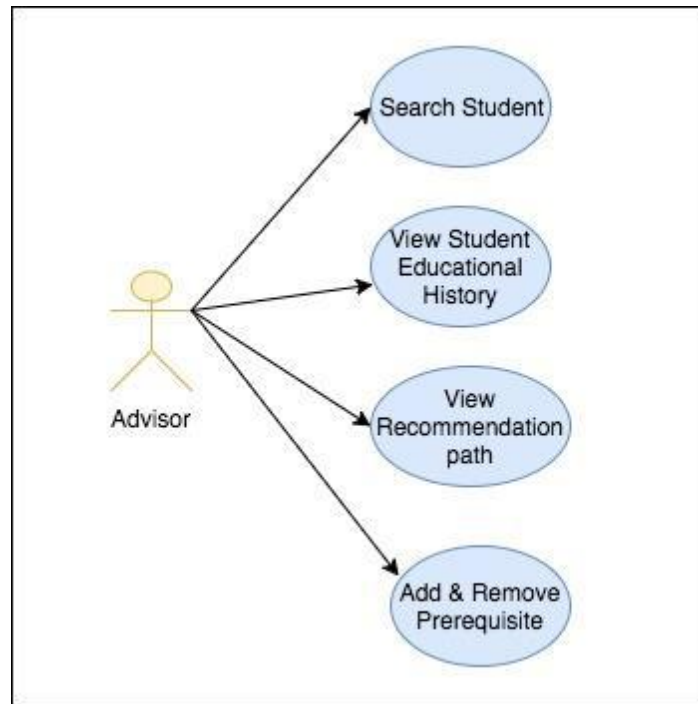 Search Student
View Student
Educational
History
Advisor
View
Recommendation
path
Add & Remove
Prerequisite